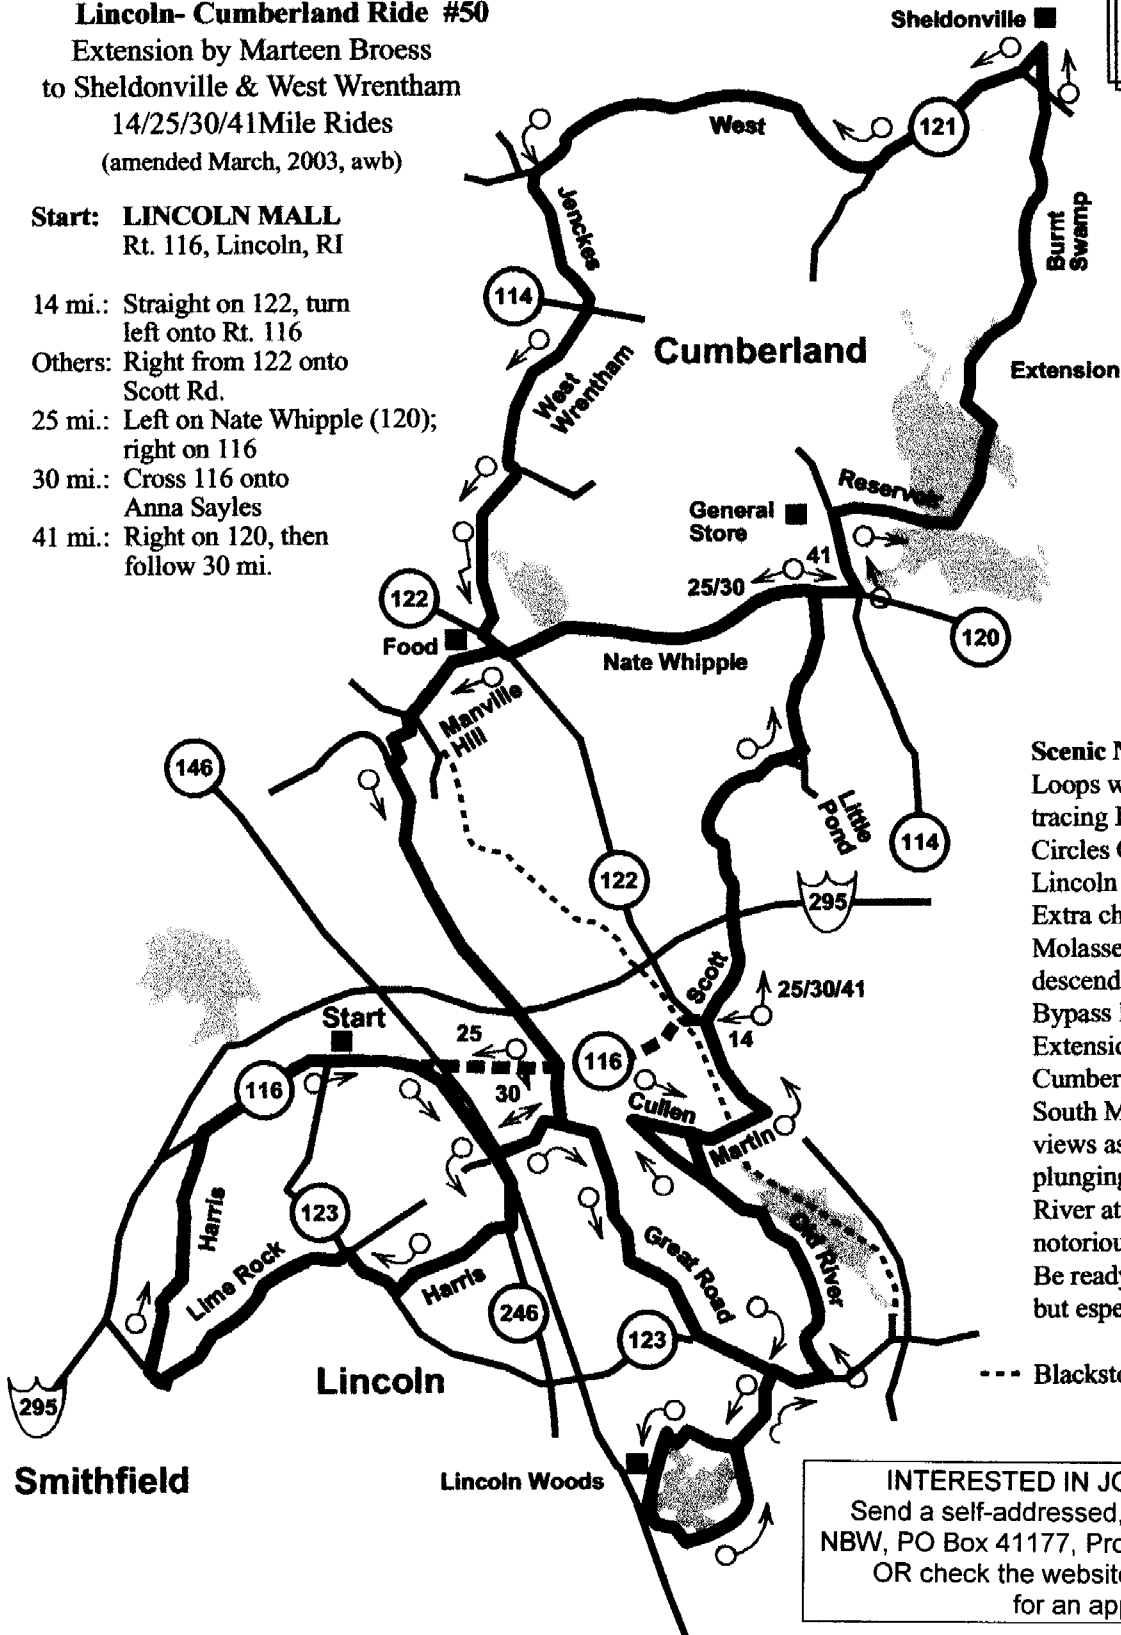 Lincoln- Cumberland Ride #50
Extension by Marteen Broess
to Sheldonville & West Wrentham
14/25/30/41Mile Rides
(amended March, 2003, awb)
Start: LINCOLN MALL
Rt. 116, Lincoln, RI
14 mi.: Straight on 122, turn
left onto Rt. 116
Others: Right from 122 onto
Scott Rd.
25 mi.: Left on Nate Whipple (120);
right on 116
30 mi.: Cross 116 onto
Anna Sayles
41 mi.: Right on 120, then
follow 30 mi.
Sheldonville
121
West
Jenckes
Burnt
Swamp
114
Cumberland
Extension
West
Wrentham
Reservoir
General
Store
41
25/30
122
120
Food
Nate Whipple
Manville
Hill
146
Little
Pond
114
122
295
Scott
25/30/41
14
Start
25
116
116
30
Cullen
Martin
Harris
123
Lime Rock
Harris
Great Road
Old River
246
123
Lincoln
295
Smithfield
Lincoln Woods
Scenic
Loops w
tracing
Circles
Lincoln
Extra ch
Molasse
descend
Bypass
Extensio
Cumber
South M
views as
plunging
River at
notoriou
Be ready
but espe
--- Blacksto
INTERESTED IN JO
Send a self-addressed,
NBW, PO Box 41177, Pro
OR check the website
for an app